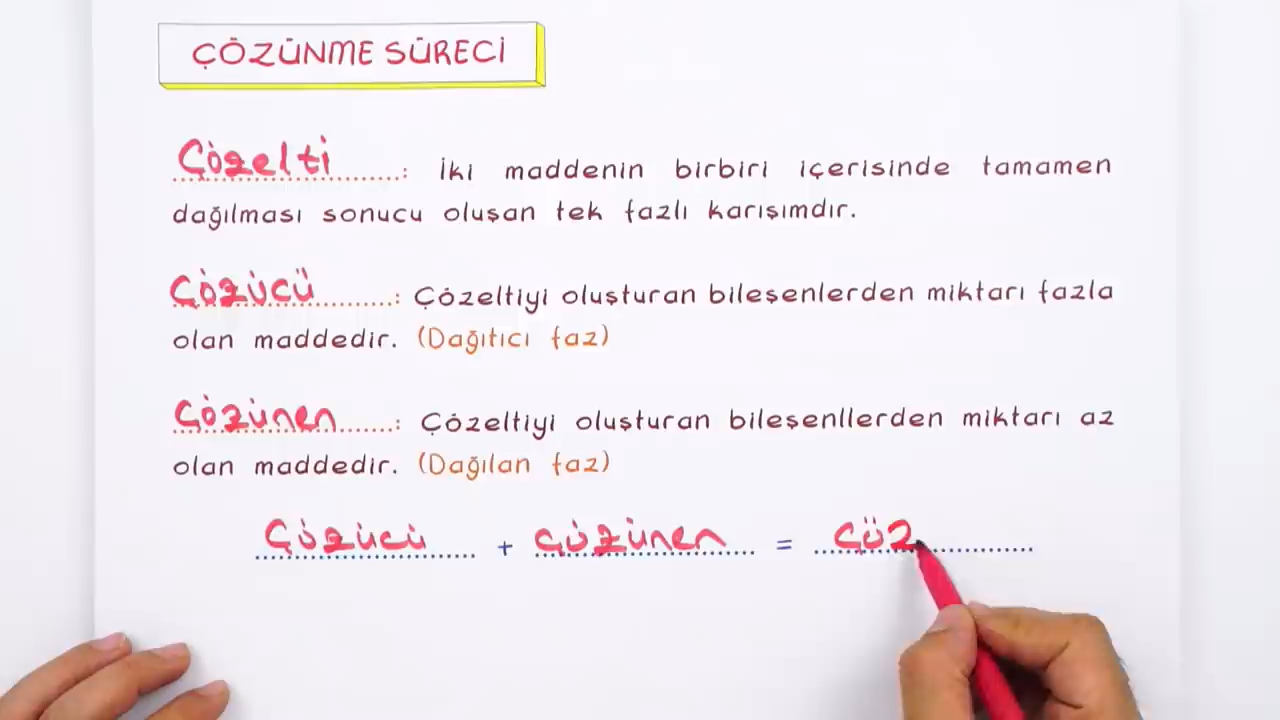 ÇÖZÜNME SÜRECİ
Çözelti: İki maddenin birbiri içerisinde tamamen
dağılması sonucu oluşan tek fazlı karışımdır.
Çözücü: Çözeltiyi oluşturan bileşenlerden miktarı fazla
olan maddedir. (Dağıtıcı faz)
Çözünen: Çözeltiyi oluşturan bileşenllerden miktarı az
olan maddedir. (Dağılan faz)
Çözücü + Çözünen = Çöz